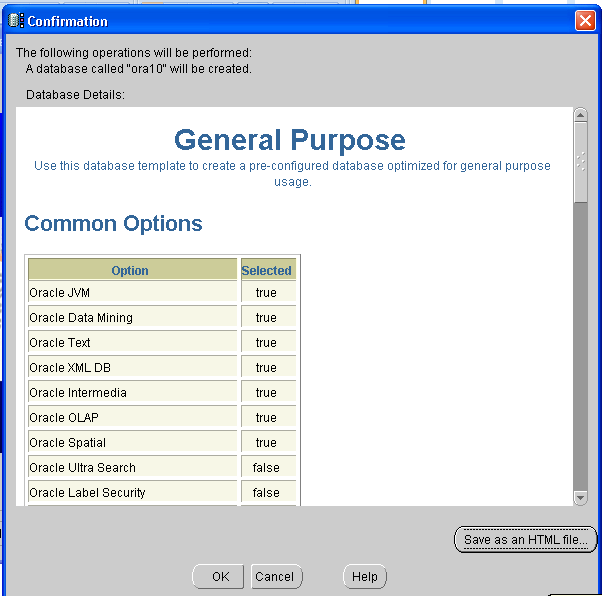 Confirmation
The following operations will be performed:
A database called "ora10" will be created.
Database Details:
General Purpose
Use this database template to create a pre-configured database optimized for general purpose
usage.
Common Options
Option Selected
Oracle JVM true
Oracle Data Mining true
Oracle Text true
Oracle XML DB true
Oracle Intermedia true
Oracle OLAP true
Oracle Spatial true
Oracle Ultra Search false
Oracle Label Security false
Save as an HTML file...
OK Cancel Help